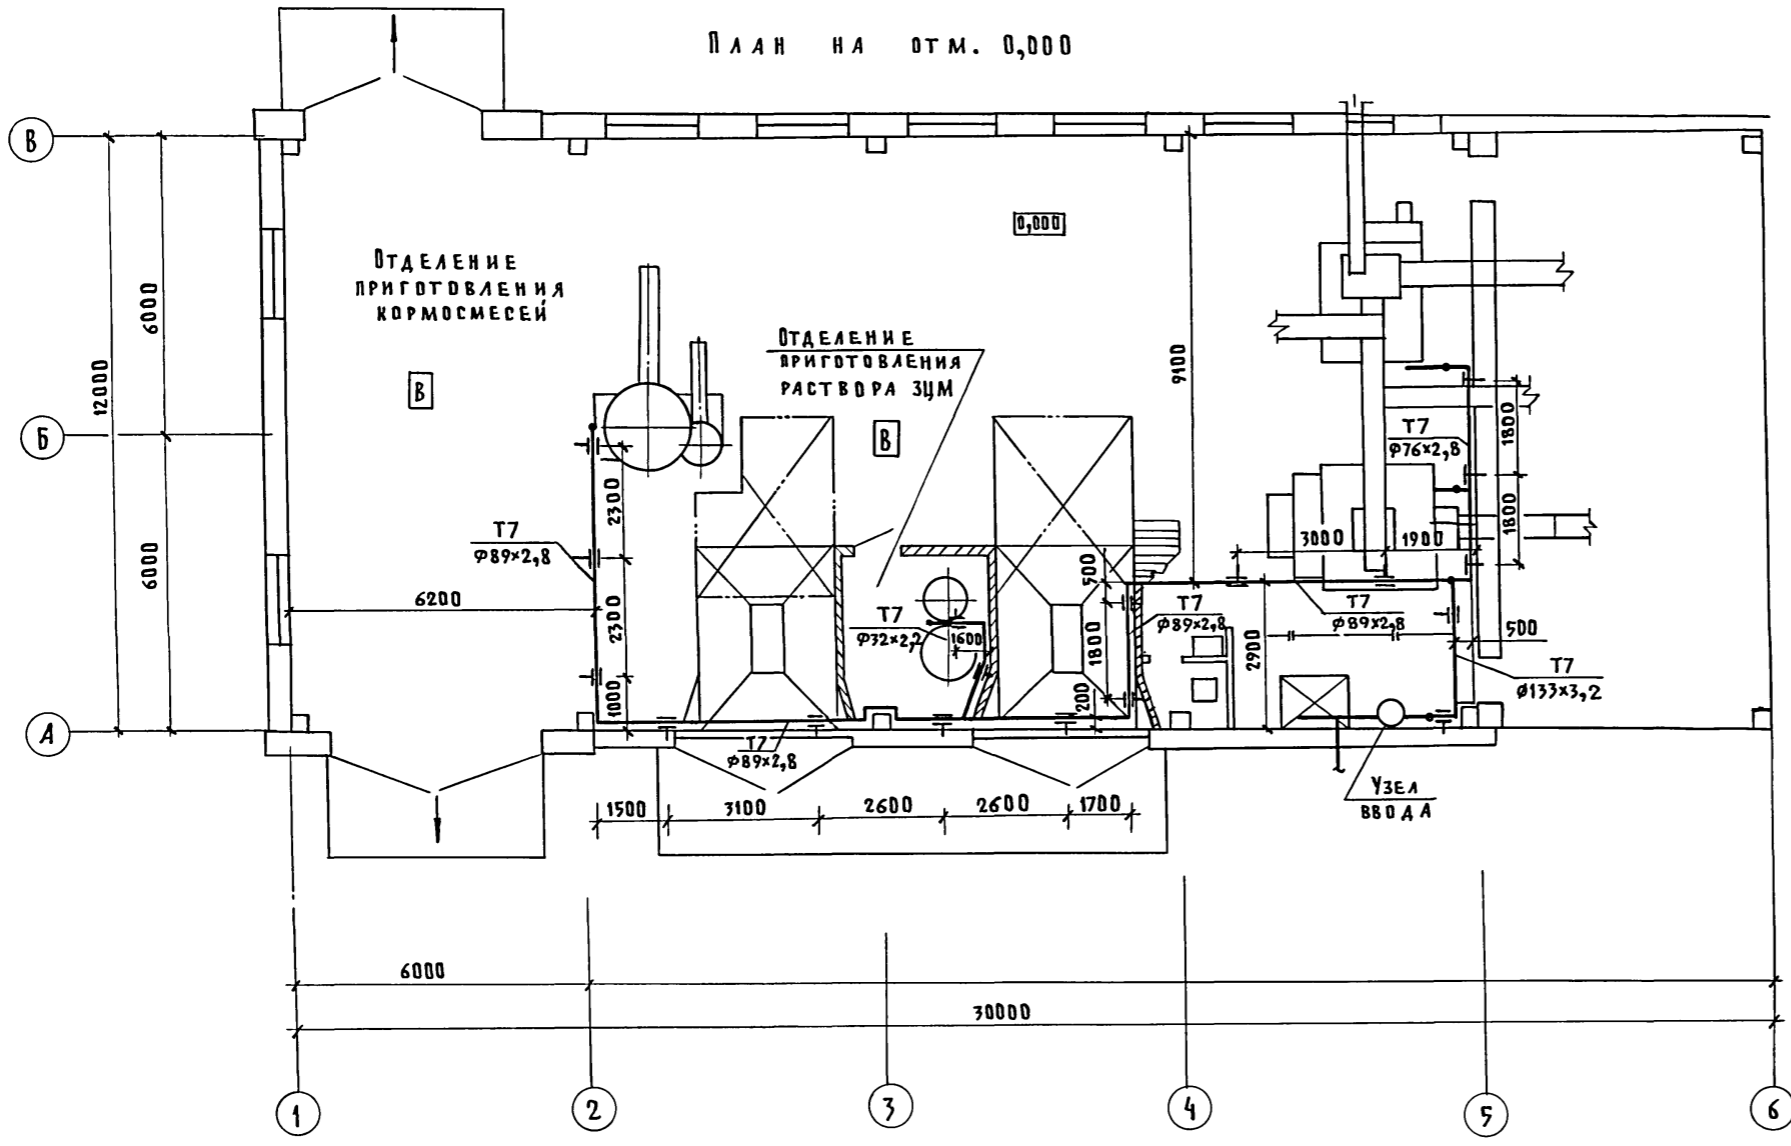 План на отм. 0,000
В
0,000
Отделение
приготовления
кормосмесей
6000
12000
В
Отделение
приготовления
раствора ЗЦМ
В
9100
Б
Т7
φ76×2,8
1800
1800
2300
Т7
φ89×2,8
3000
1900
6000
6200
2300
500
Т7
φ32×2,2
1600
1800
Т7
φ89×2,8
Т7
φ89×2,8
2900
500
Т7
φ133×3,2
1000
200
А
Т7
φ89×2,8
Узел
ввода
1500
3100
2600
2600
1700
6000
30000
1
2
3
4
5
6